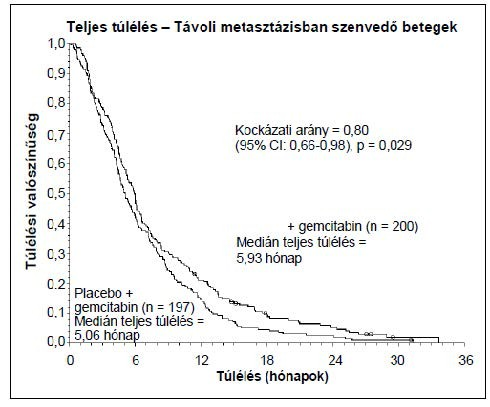 Teljes túlélés – Távoli metasztázisban szenvedő betegek
Túlélési valószínűség
1,0
0,9
0,8
0,7
0,6
0,5
0,4
0,3
0,2
0,1
0,0
Kockázati arány = 0,80
(95% CI: 0,66-0,98), p = 0,029
+ gemcitabin (n = 200)
Medián teljes túlélés =
5,93 hónap
Placebo +
gemcitabin (n = 197)
Medián teljes túlélés =
5,06 hónap
0 6 12 18 24 30 36
Túlélés (hónapok)